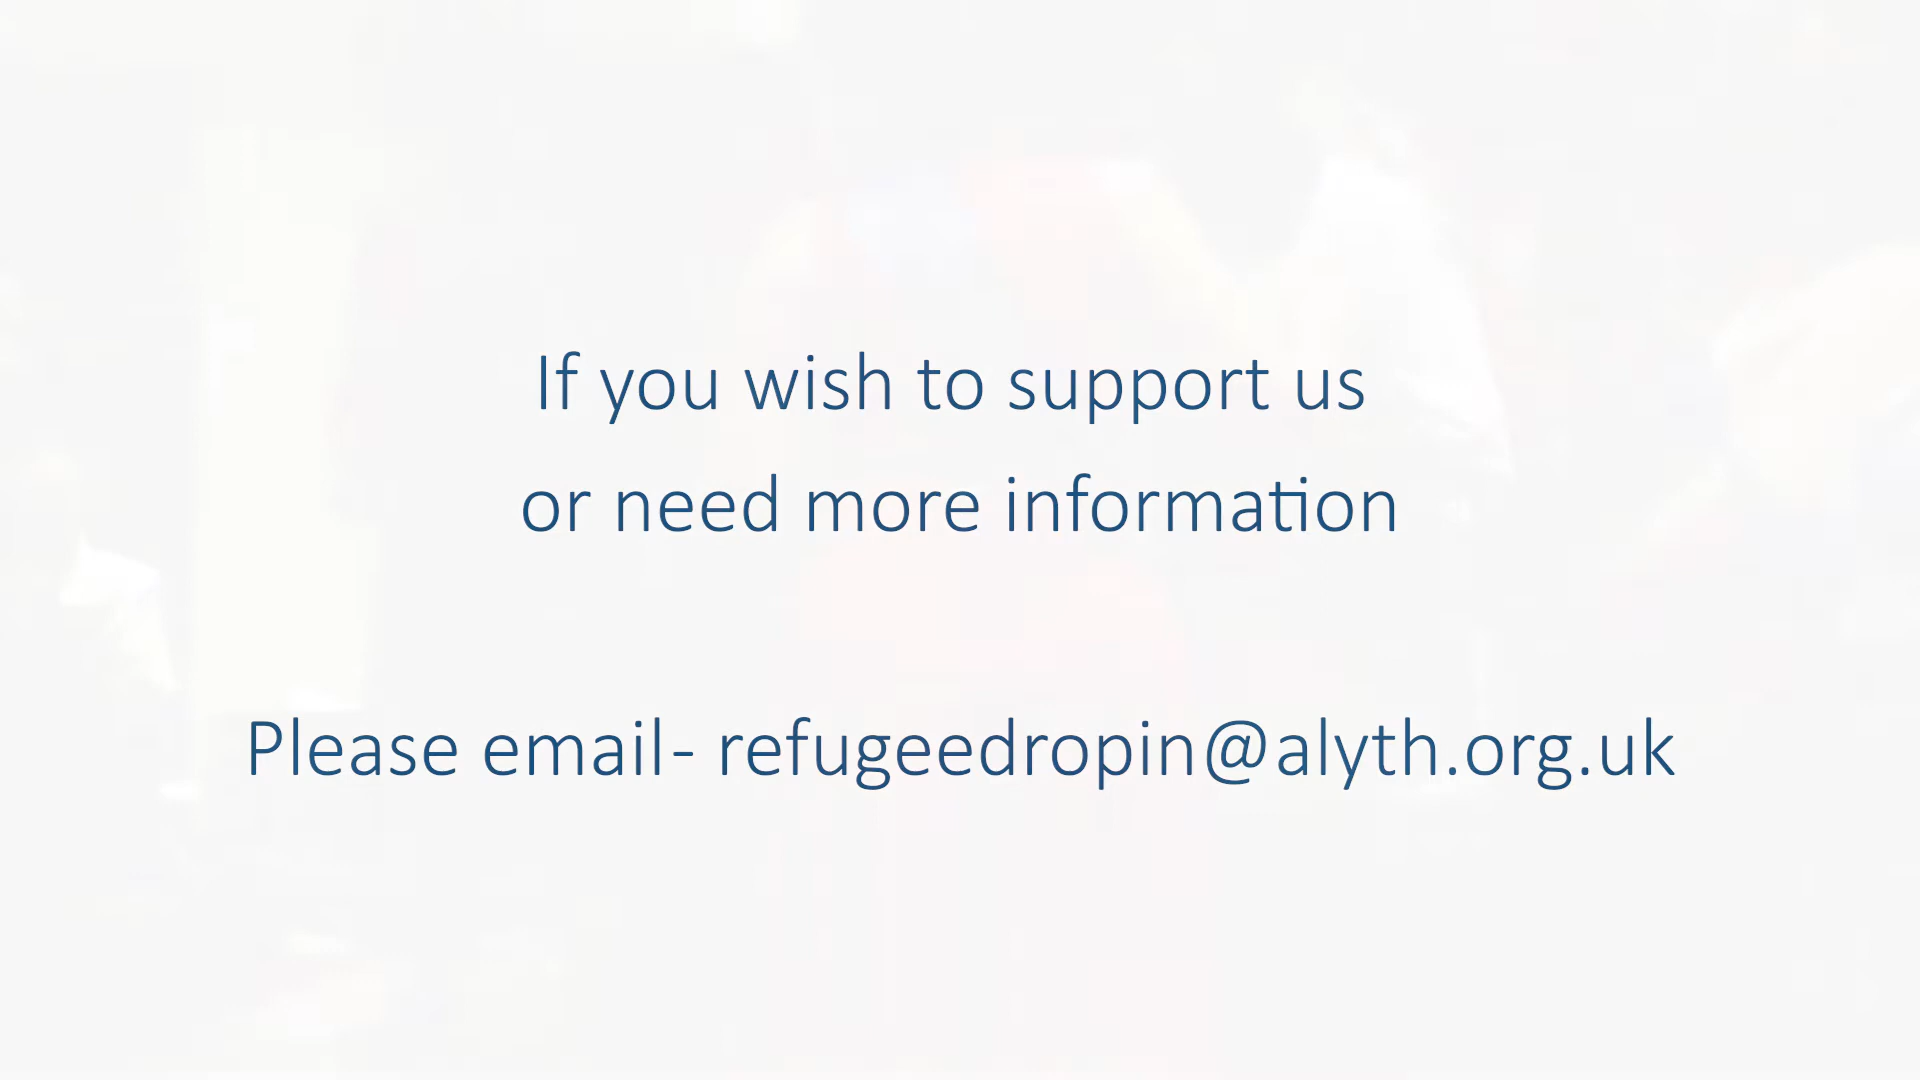 If you wish to support us
or need more information
Please email- refugeedropin@alyth.org.uk